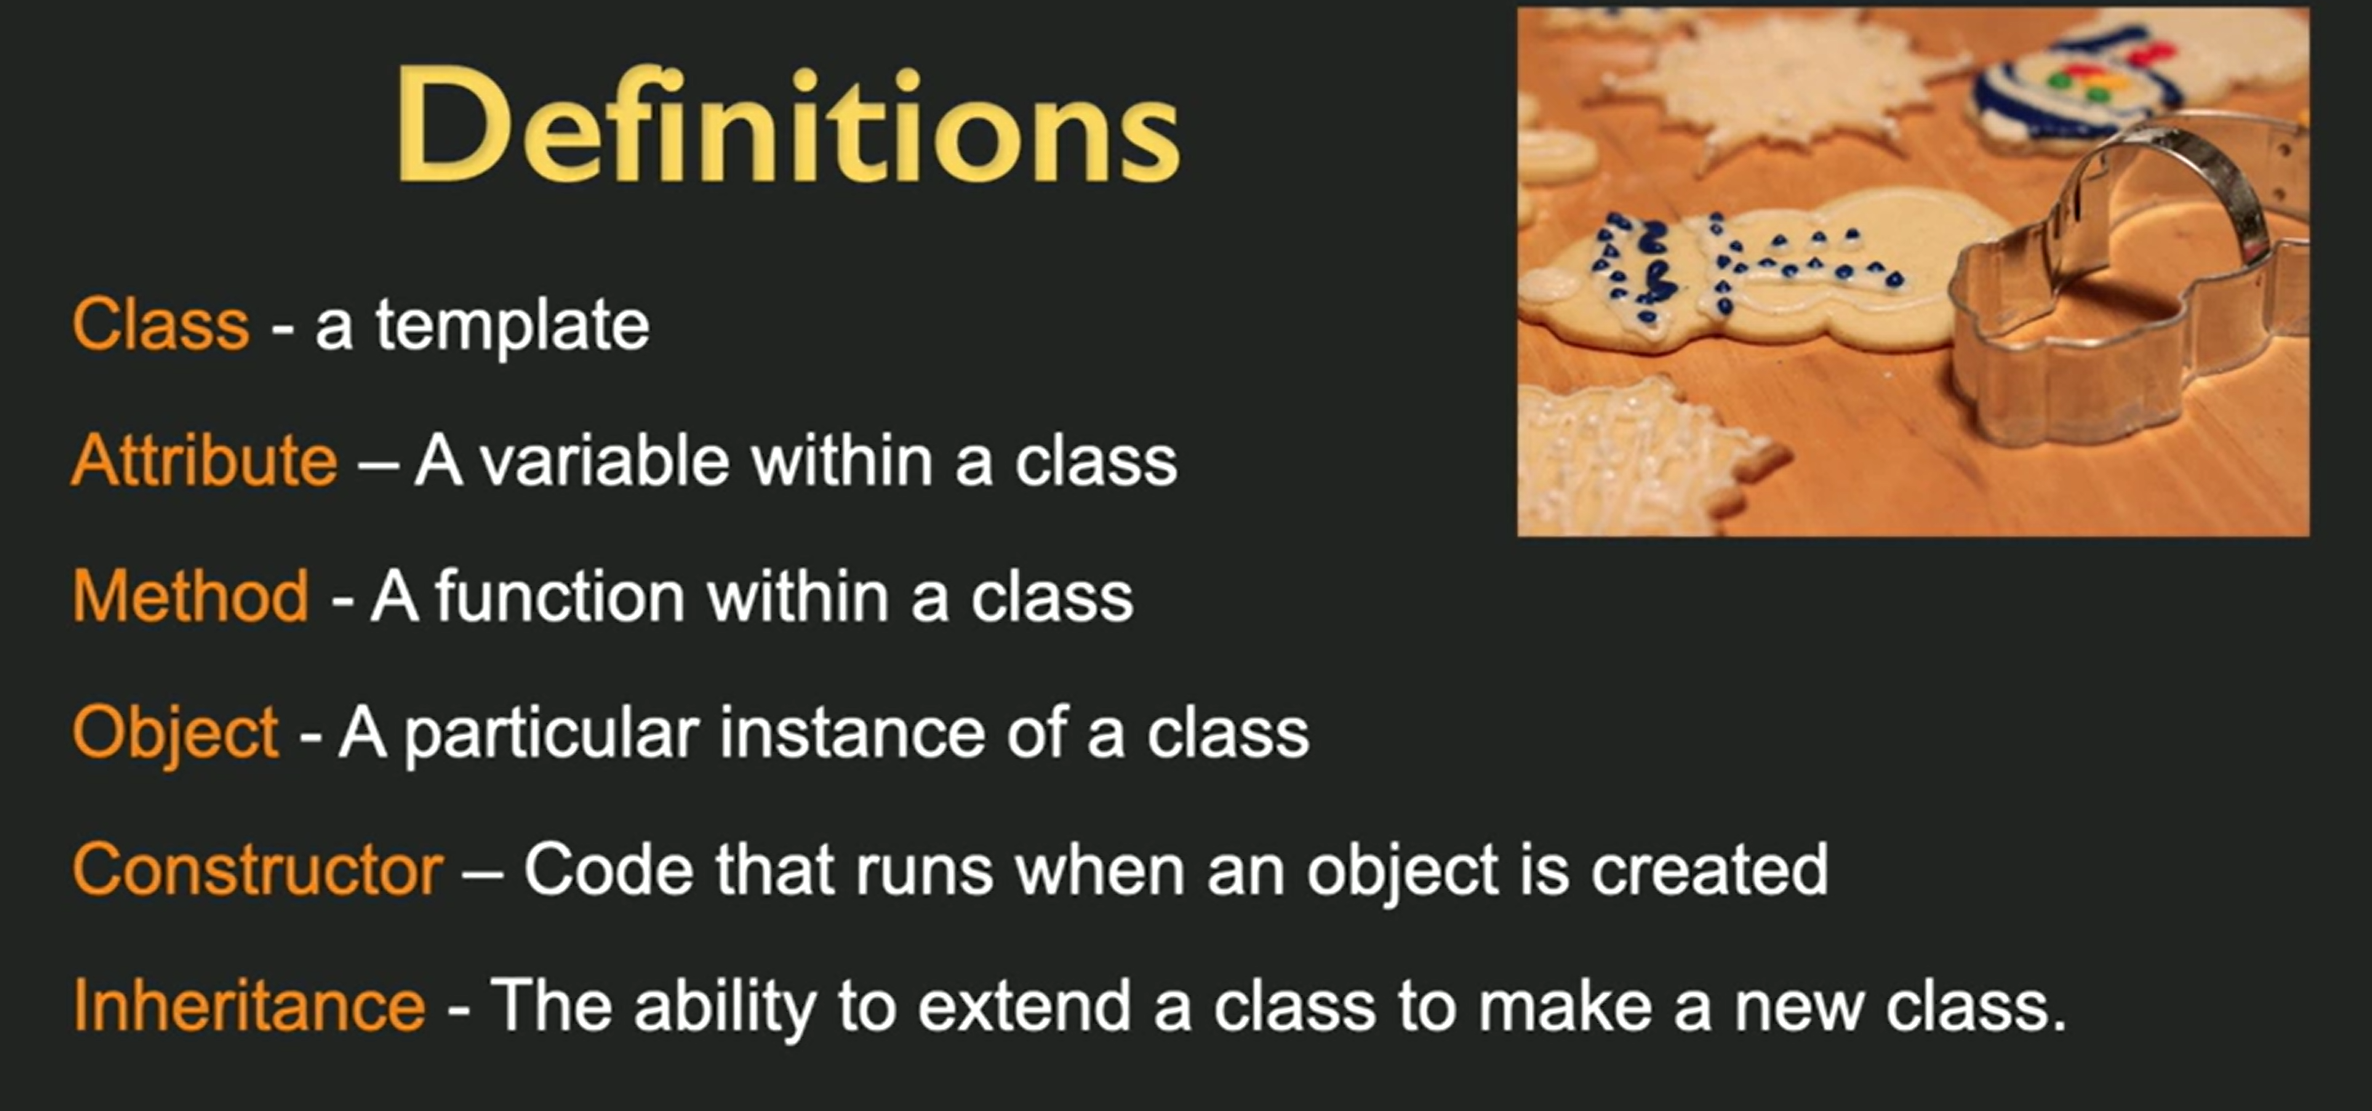 Definitions
Class - a template
Attribute – A variable within a class
Method - A function within a class
Object - A particular instance of a class
Constructor – Code that runs when an object is created
Inheritance - The ability to extend a class to make a new class.